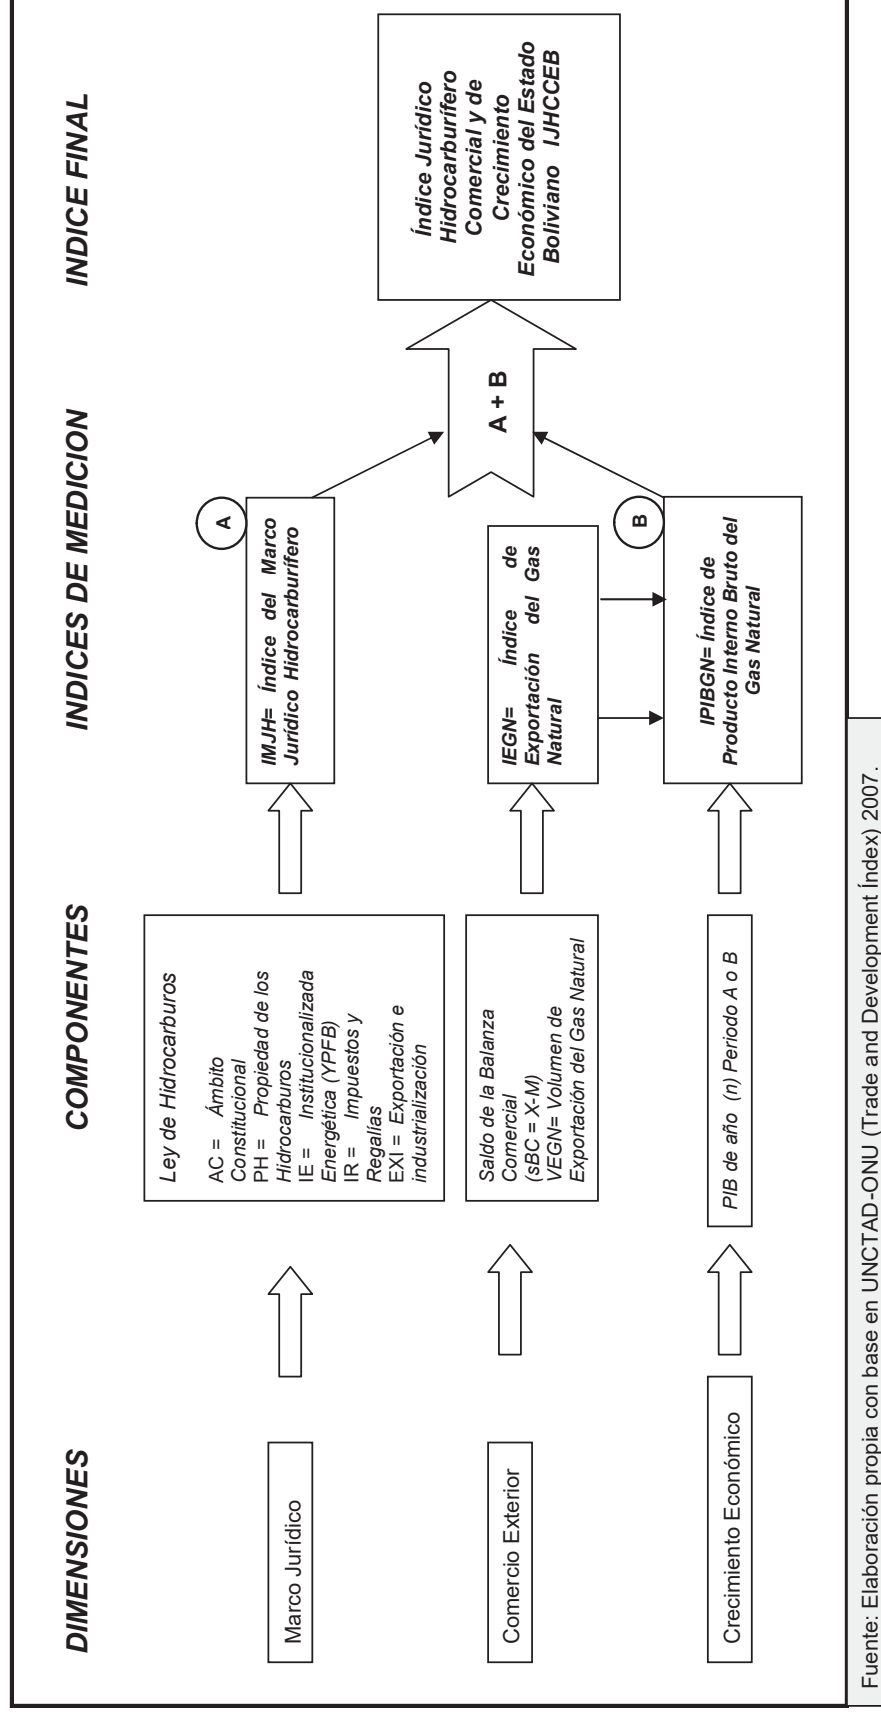 DIMENSIONES
COMPONENTES
INDICES DE MEDICION
INDICE FINAL
Marco Jurídico
Ley de Hidrocarburos
AC = Ámbito
Constitucional
PH = Propiedad de los
Hidrocarburos
IE = Institucionalizada
Energética (YPFB)
IR = Impuestos y
Regalías
EXI = Exportación e
industrialización
IMJH= Índice del Marco
Jurídico Hidrocarburífero
A
Comercio Exterior
Saldo de la Balanza
Comercial
(sBC = X-M)
VEGN= Volumen de
Exportación del Gas Natural
IEGN= Índice de
Exportación del Gas
Natural
Crecimiento Económico
PIB de año (n) Periodo A o B
IPIBGN= Índice de
Producto Interno Bruto del
Gas Natural
B
A + B
Índice Jurídico
Hidrocarburífero
Comercial y de
Crecimiento
Económico del Estado
Boliviano IJHCCEB
Fuente: Elaboración propia con base en UNCTAD-ONU (Trade and Development Índex) 2007.